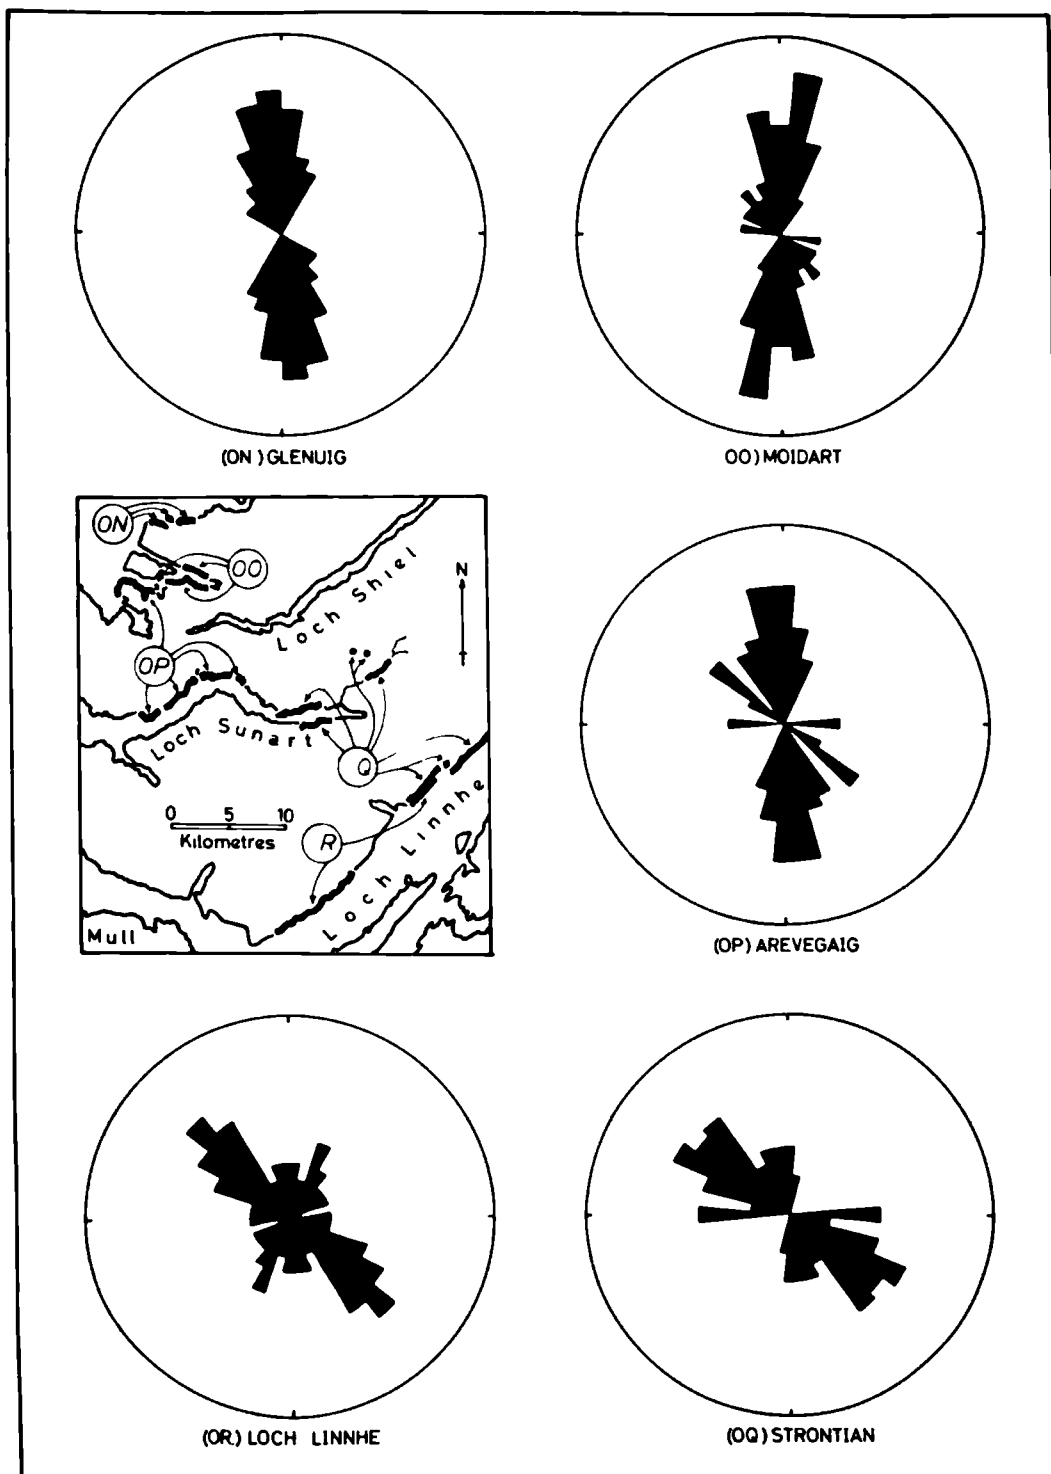 (ON) GLENUIG
OO) MOIDART
ON
OO
N
Loch Shiel
OP
Loch Sunart
Q
0 5 10
Kilometres
R
Loch Linnhe
Mull
(OP) AREVEGAIG
(OR) LOCH LINNHE
(OQ) STRONTIAN